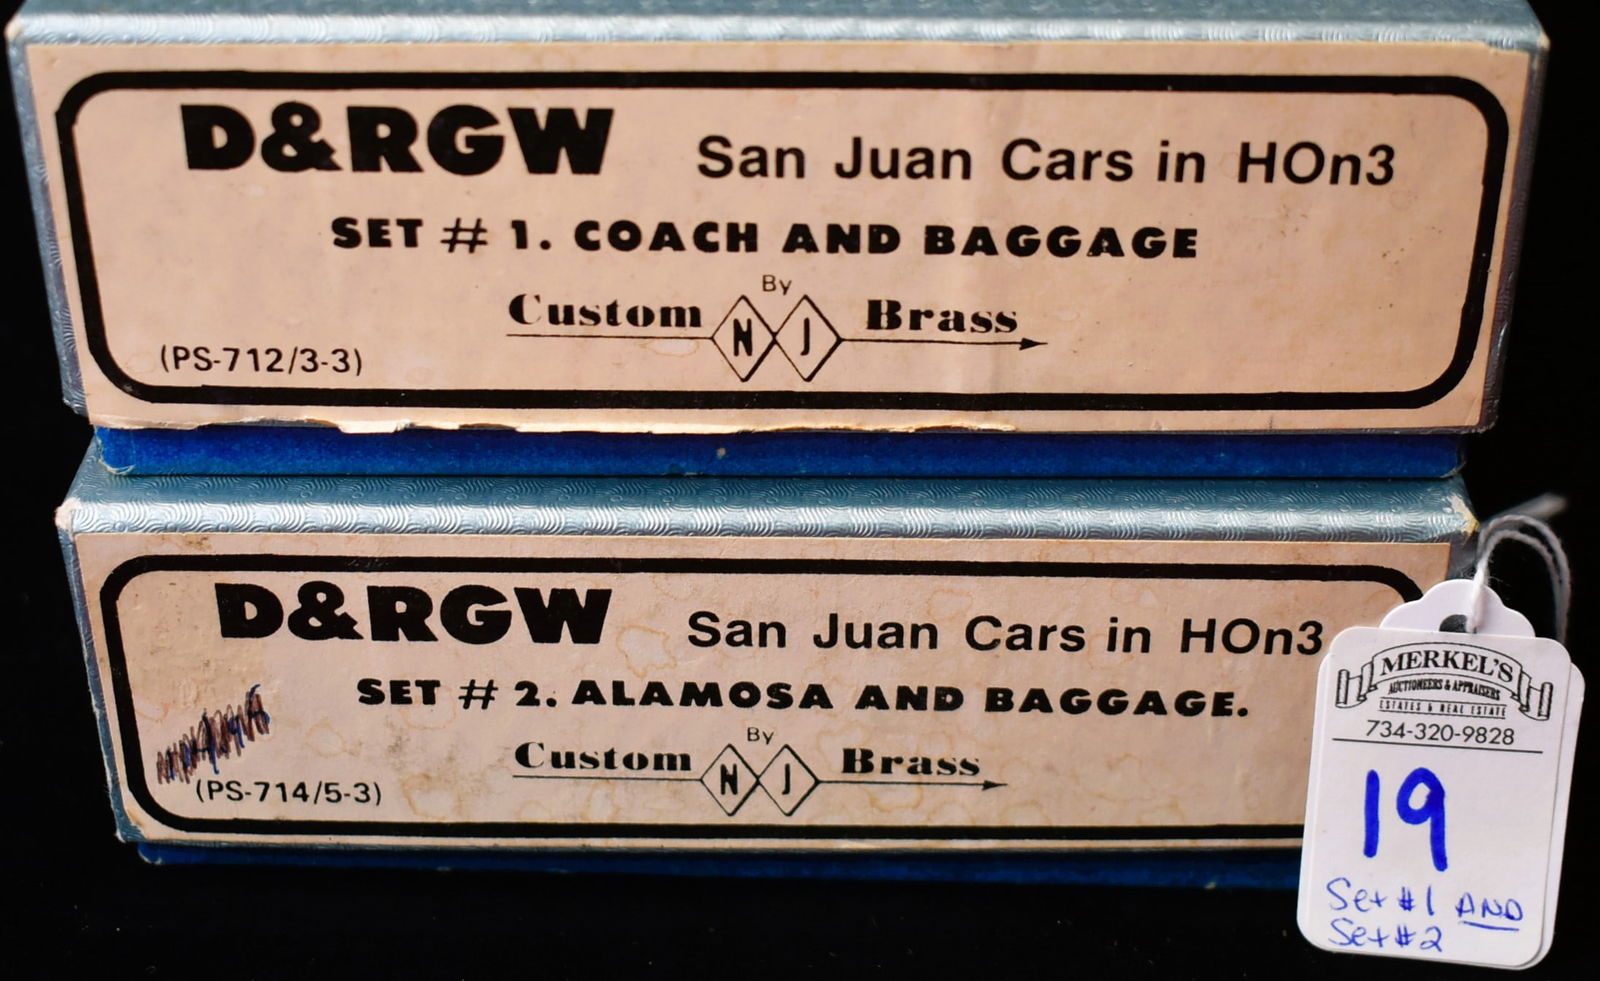 D&RGW San Juan Cars in HOn3
SET # 1. COACH AND BAGGAGE
By
Custom NJ Brass
(PS-712/3-3)
D&RGW San Juan Cars in HOn3
SET # 2. ALAMOSA AND BAGGAGE.
By
Custom NJ Brass
(PS-714/5-3)
MERKEL'S
AUCTIONEERS & APPRAISERS
ESTATES & REAL ESTATE
734-320-9828
19
Set #1 AND
Set #2